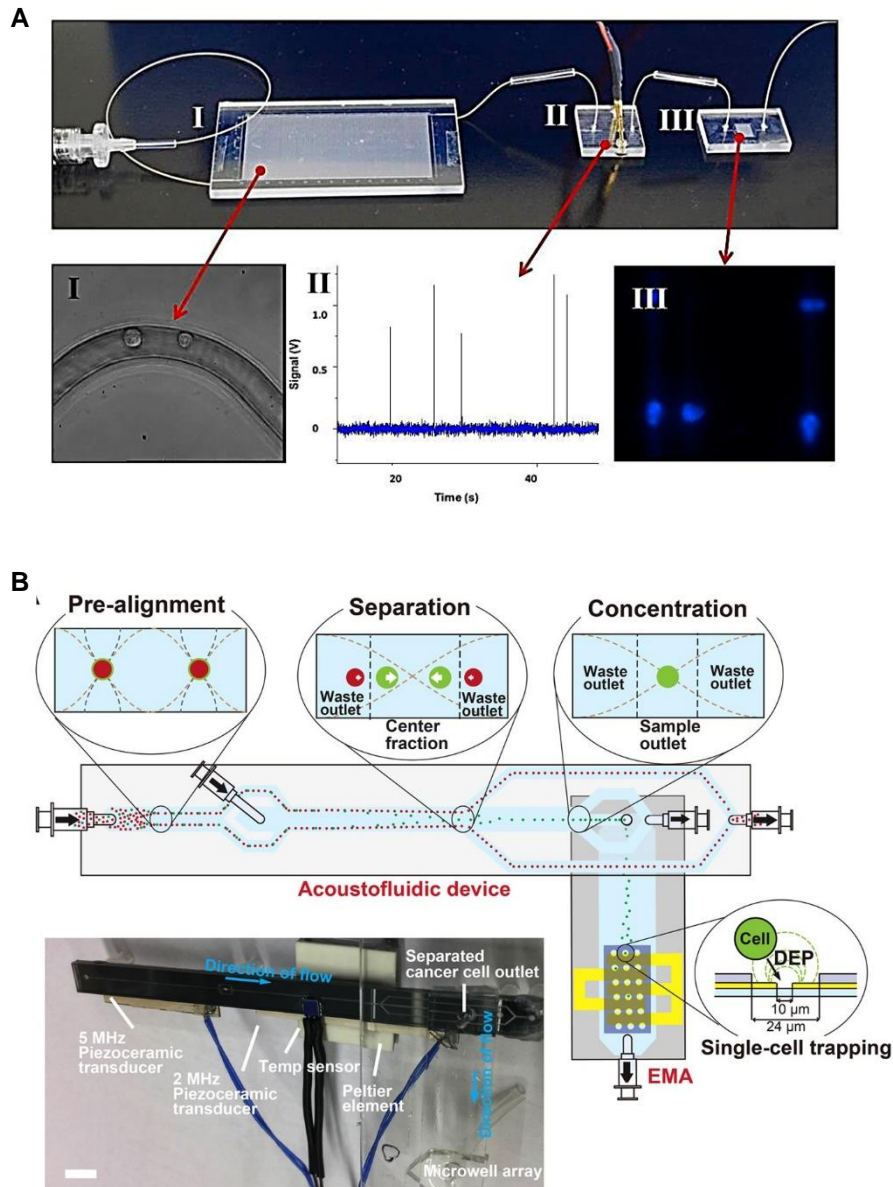 A
I
II
III
I
II
III
1.0
0.5
0
Signal (V)
20
40
Time (s)
B
Pre-alignment
Separation
Concentration
Waste
outlet
Center
fraction
Waste
outlet
Waste
outlet
Sample
outlet
Waste
outlet
Acoustofluidic device
Direction of flow
Separated
cancer cell outlet
5 MHz
Piezoceramic
transducer
2 MHz
Piezoceramic
transducer
Temp sensor
Peltier
element
Direction of flow
Microwell array
Cell
DEP
10 µm
24 µm
Single-cell trapping
EMA